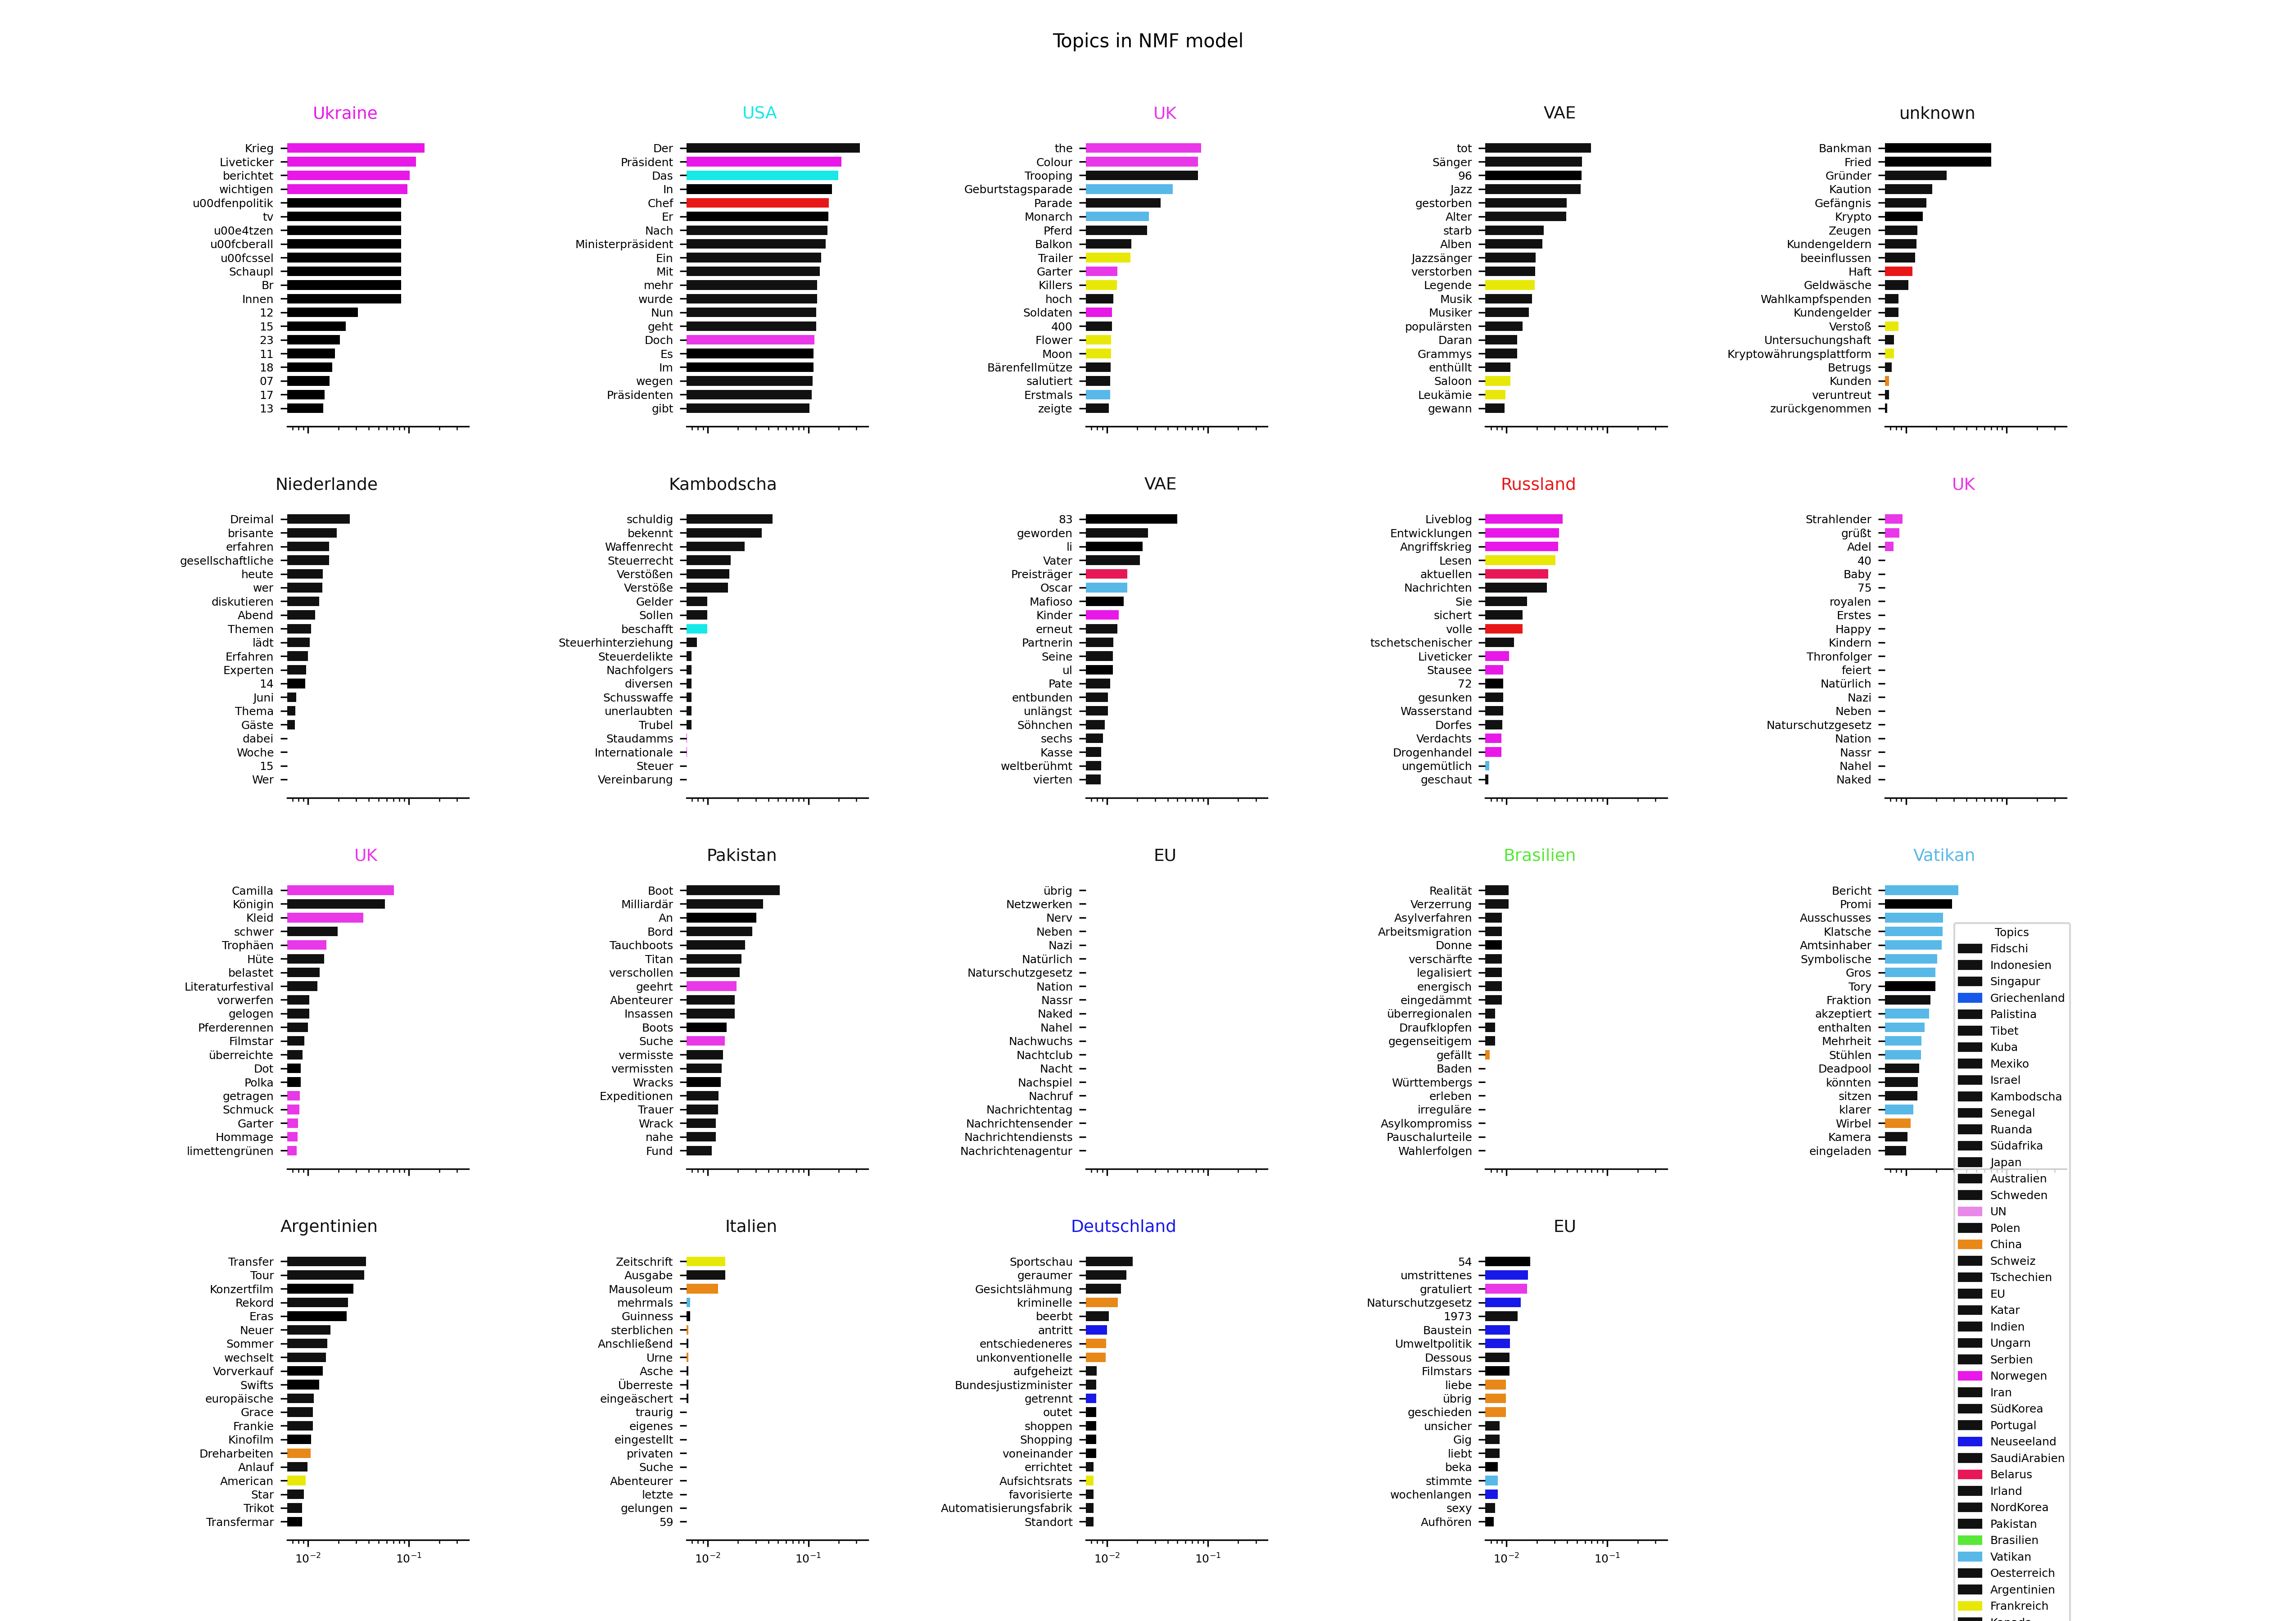 Topics in NMF model
Ukraine
Krieg
Liveticker
berichtet
wichtigen
u00dfenpolitik
tv
u00e4tzen
u00fcberall
u00fcssel
Schaupl
Br
Innen
12
15
23
11
18
07
17
13
USA
Der
Präsident
Das
In
Chef
Er
Nach
Ministerpräsident
Ein
Mit
mehr
wurde
Nun
geht
Doch
Es
Im
wegen
Präsidenten
gibt
UK
the
Colour
Trooping
Geburtstagsparade
Parade
Monarch
Pferd
Balkon
Trailer
Garter
Killers
hoch
Soldaten
400
Flower
Moon
Bärenfellmütze
salutiert
Erstmals
zeigte
VAE
tot
Sänger
96
Jazz
gestorben
Alter
starb
Alben
Jazzsänger
verstorben
Legende
Musik
Musiker
populärsten
Daran
Grammys
enthüllt
Saloon
Leukämie
gewann
unknown
Bankman
Fried
Gründer
Kaution
Gefängnis
Krypto
Zeugen
Kundengeldern
beeinflussen
Haft
Geldwäsche
Wahlkampfspenden
Kundengelder
Verstoß
Untersuchungshaft
Kryptowährungsplattform
Betrugs
Kunden
veruntreut
zurückgenommen
Niederlande
Dreimal
brisante
erfahren
gesellschaftliche
heute
wer
diskutieren
Abend
Themen
lädt
Erfahren
Experten
14
Juni
Thema
Gäste
dabei
Woche
15
Wer
Kambodscha
schuldig
bekennt
Waffenrecht
Steuerrecht
Verstößen
Verstöße
Gelder
Sollen
beschafft
Steuerhinterziehung
Steuerdelikte
Nachfolgers
diversen
Schusswaffe
unerlaubten
Trubel
Staudamms
Internationale
Steuer
Vereinbarung
VAE
83
geworden
li
Vater
Preisträger
Oscar
Mafioso
Kinder
erneut
Partnerin
Seine
ul
Pate
entbunden
unlängst
Söhnchen
sechs
Kasse
weltberühmt
vierten
Russland
Liveblog
Entwicklungen
Angriffskrieg
Lesen
aktuellen
Nachrichten
Sie
sichert
volle
tschetschenischer
Liveticker
Stausee
72
gesunken
Wasserstand
Dorfes
Verdachts
Drogenhandel
ungemütlich
geschaut
UK
Strahlender
grüßt
Adel
40
Baby
75
royalen
Erstes
Happy
Kindern
Thronfolger
feiert
Natürlich
Nazi
Neben
Naturschutzgesetz
Nation
Nassr
Nahel
Naked
UK
Camilla
Königin
Kleid
schwer
Trophäen
Hüte
belastet
Literaturfestival
vorwerfen
gelogen
Pferderennen
Filmstar
überreichte
Dot
Polka
getragen
Schmuck
Garter
Hommage
limettengrünen
Pakistan
Boot
Milliardär
An
Bord
Tauchboots
Titan
verschollen
geehrt
Abenteurer
Insassen
Boots
Suche
vermisste
vermissten
Wracks
Expeditionen
Trauer
Wrack
nahe
Fund
EU
übrig
Netzwerken
Nerv
Neben
Nazi
Natürlich
Naturschutzgesetz
Nation
Nassr
Naked
Nahel
Nachwuchs
Nachtclub
Nacht
Nachspiel
Nachruf
Nachrichtentag
Nachrichtensender
Nachrichtendiensts
Nachrichtenagentur
Brasilien
Realität
Verzerrung
Asylverfahren
Arbeitsmigration
Donne
verschärfte
legalisiert
energisch
eingedämmt
überregionalen
Draufklopfen
gegenseitigem
gefällt
Baden
Württembergs
erleben
irreguläre
Asylkompromiss
Pauschalurteile
Wahlerfolgen
Vatikan
Bericht
Promi
Ausschusses
Klatsche
Amtsinhaber
Symbolische
Gros
Tory
Fraktion
akzeptiert
enthalten
Mehrheit
Stühlen
Deadpool
könnten
sitzen
klarer
Wirbel
Kamera
eingeladen
Argentinien
Transfer
Tour
Konzertfilm
Rekord
Eras
Neuer
Sommer
wechselt
Vorverkauf
Swifts
europäische
Grace
Frankie
Kinofilm
Dreharbeiten
Anlauf
American
Star
Trikot
Transfermar
10⁻² 10⁻¹
Italien
Zeitschrift
Ausgabe
Mausoleum
mehrmals
Guinness
sterblichen
Anschließend
Urne
Asche
Überreste
eingeäschert
traurig
eigenes
eingestellt
privaten
Suche
Abenteurer
letzte
gelungen
59
10⁻² 10⁻¹
Deutschland
Sportschau
geraumer
Gesichtslähmung
kriminelle
beerbt
antritt
entschiedeneres
unkonventionelle
aufgeheizt
Bundesjustizminister
getrennt
outet
shoppen
Shopping
voneinander
errichtet
Aufsichtsrats
favorisierte
Automatisierungsfabrik
Standort
10⁻² 10⁻¹
EU
54
umstrittenes
gratuliert
Naturschutzgesetz
1973
Baustein
Umweltpolitik
Dessous
Filmstars
liebe
übrig
geschieden
unsicher
Gig
liebt
beka
stimmte
wochenlangen
sexy
Aufhören
10⁻² 10⁻¹
Topics
Fidschi
Indonesien
Singapur
Griechenland
Palistina
Tibet
Kuba
Mexiko
Israel
Kambodscha
Senegal
Ruanda
Südafrika
Japan
Australien
Schweden
UN
Polen
China
Schweiz
Tschechien
EU
Katar
Indien
Ungarn
Serbien
Norwegen
Iran
SüdKorea
Portugal
Neuseeland
SaudiArabien
Belarus
Irland
NordKorea
Pakistan
Brasilien
Vatikan
Oesterreich
Argentinien
Frankreich